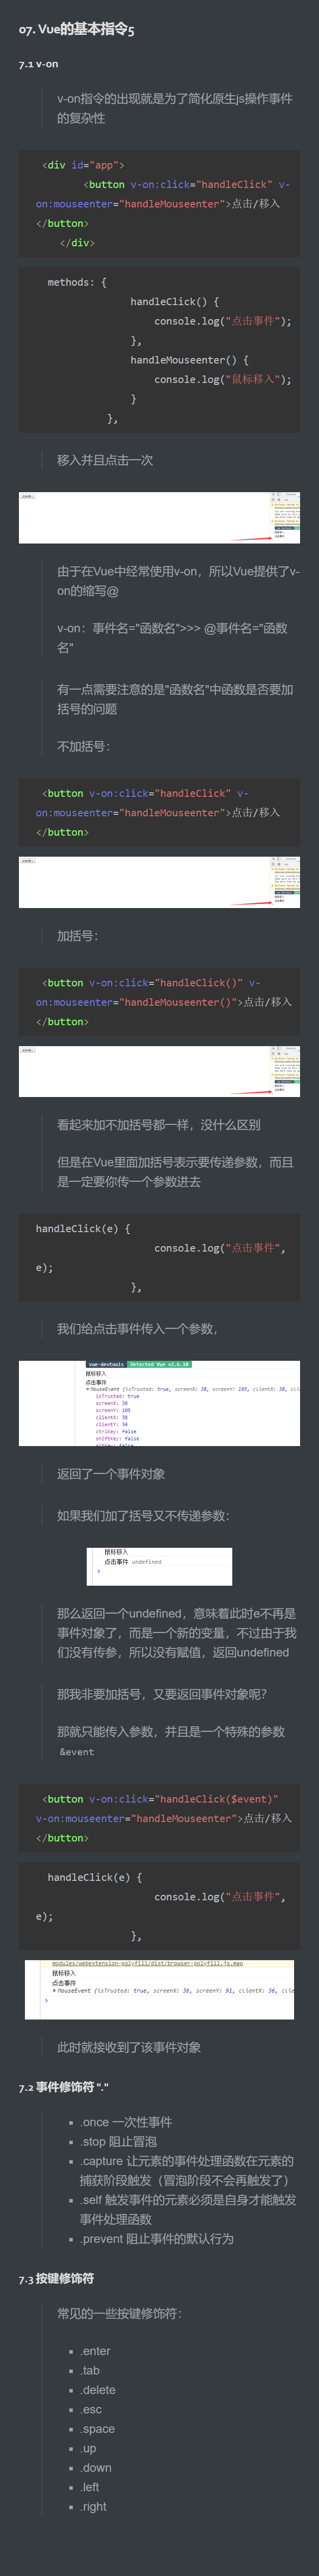 07. Vue的基本指令5
7.1 v-on
v-on指令的出现就是为了简化原生js操作事件
的复杂性
<div id="app">
<button v-on:click="handleClick" v-
on:mouseenter="handleMouseenter">点击/移入
</button>
</div>
methods: {
handleClick() {
console.log("点击事件");
},
handleMouseenter() {
console.log("鼠标移入");
}
},
移入并且点击一次
由于在Vue中经常使用v-on，所以Vue提供了v-
on的缩写@
v-on：事件名="函数名">>> @事件名="函数
名"
有一点需要注意的是"函数名"中函数是否要加
括号的问题
不加括号：
<button v-on:click="handleClick" v-
on:mouseenter="handleMouseenter">点击/移入
</button>
加括号：
<button v-on:click="handleClick()" v-
on:mouseenter="handleMouseenter()">点击/移入
</button>
看起来加不加括号都一样，没什么区别
但是在Vue里面加括号表示要传递参数，而且
是一定要你传一个参数进去
handleClick(e) {
console.log("点击事件",
e);
},
我们给点击事件传入一个参数，
vue-devtools Detected Vue v2.6.10
鼠标移入
点击事件
▼MouseEvent {isTrusted: true, screenX: 38, screenY: 105, clientX: 38,
isTrusted: true
screenX: 38
screenY: 105
clientX: 38
clientY: 34
ctrlKey: false
shiftKey: false
altKey: false
返回了一个事件对象
如果我们加了括号又不传递参数：
鼠标移入
点击事件 undefined
>
那么返回一个undefined，意味着此时e不再是
事件对象了，而是一个新的变量，不过由于我
们没有传参，所以没有赋值，返回undefined
那我非要加括号，又要返回事件对象呢？
那就只能传入参数，并且是一个特殊的参数
&event
<button v-on:click="handleClick($event)"
v-on:mouseenter="handleMouseenter">点击/移入
</button>
handleClick(e) {
console.log("点击事件",
e);
},
modules/webextension-polyfill/dist/browser-polyfill.js.map
鼠标移入
点击事件
▶MouseEvent {isTrusted: true, screenX: 36, screenY: 91, clientX: 36,
>
此时就接收到了该事件对象
7.2 事件修饰符 "."
.once 一次性事件
.stop 阻止冒泡
.capture 让元素的事件处理函数在元素的
捕获阶段触发（冒泡阶段不会再触发了）
.self 触发事件的元素必须是自身才能触发
事件处理函数
.prevent 阻止事件的默认行为
7.3 按键修饰符
常见的一些按键修饰符：
.enter
.tab
.delete
.esc
.space
.up
.down
.left
.right